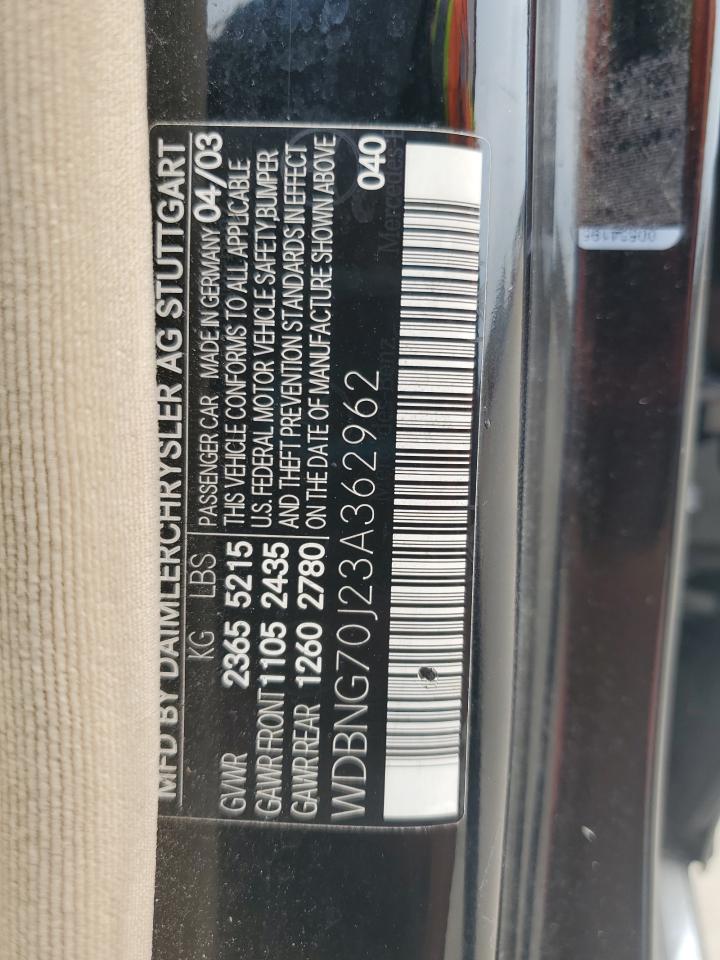 MFD BY DAIMLERCHRYSLER AG STUTTGART
KG LBS PASSENGER CAR MADE IN GERMANY 04/03
GVWR 2365 5215 THIS VEHICLE CONFORMS TO ALL APPLICABLE
GAWR FRONT 1105 2435 U.S. FEDERAL MOTOR VEHICLE SAFETY,BUMPER
GAWR REAR 1260 2780 AND THEFT PREVENTION STANDARDS IN EFFECT
ON THE DATE OF MANUFACTURE SHOWN ABOVE
WDBNG70J23A362962 040